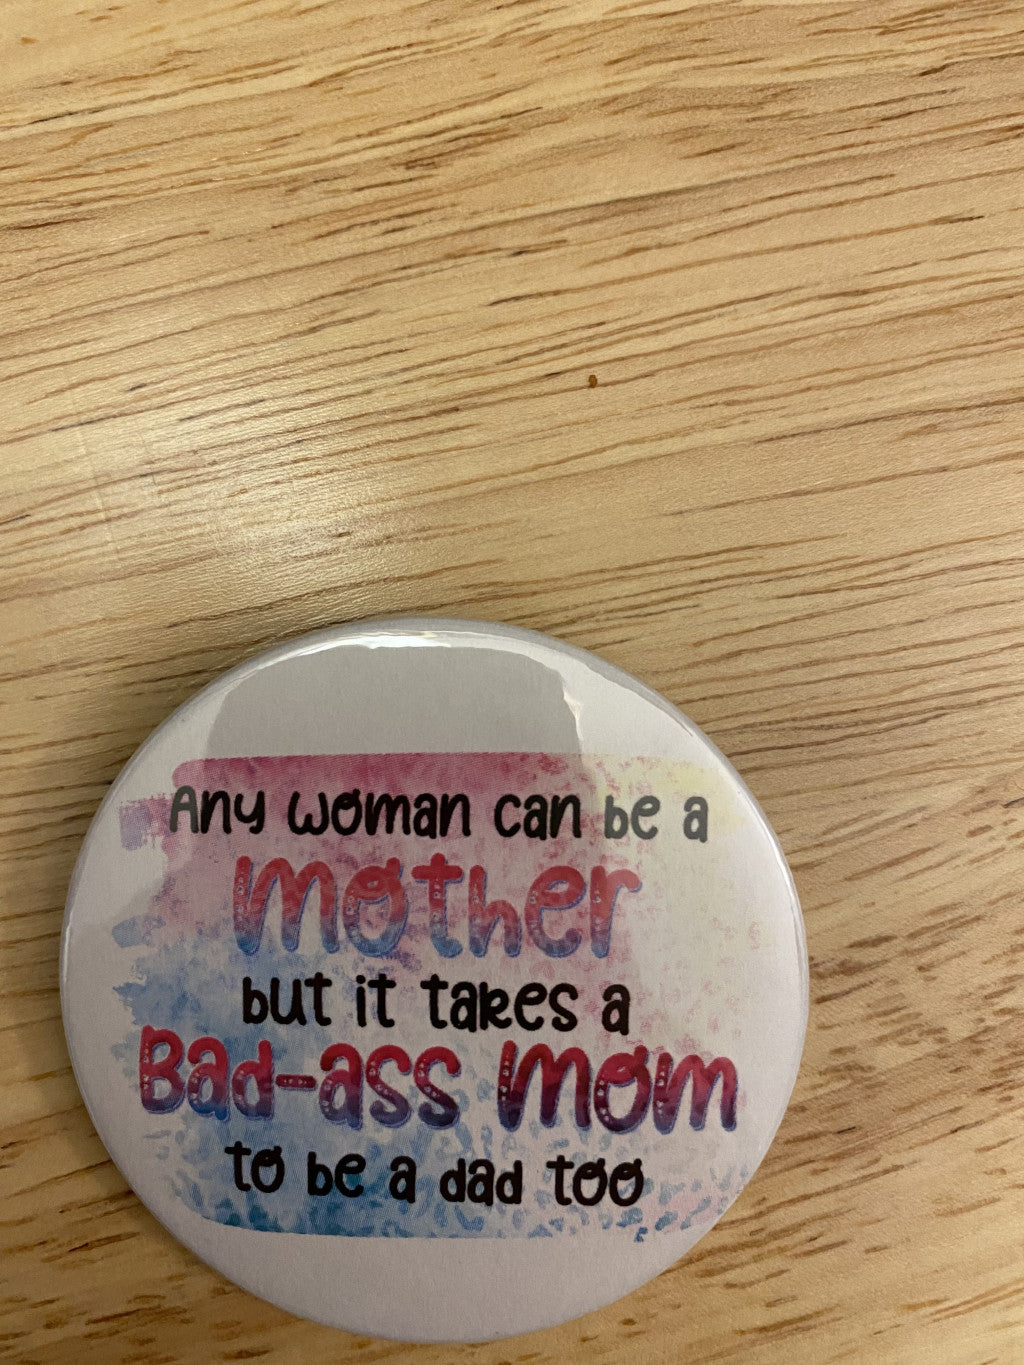 Any woman can be a
Mother
but it takes a
Bad-ass Mom
to be a dad too